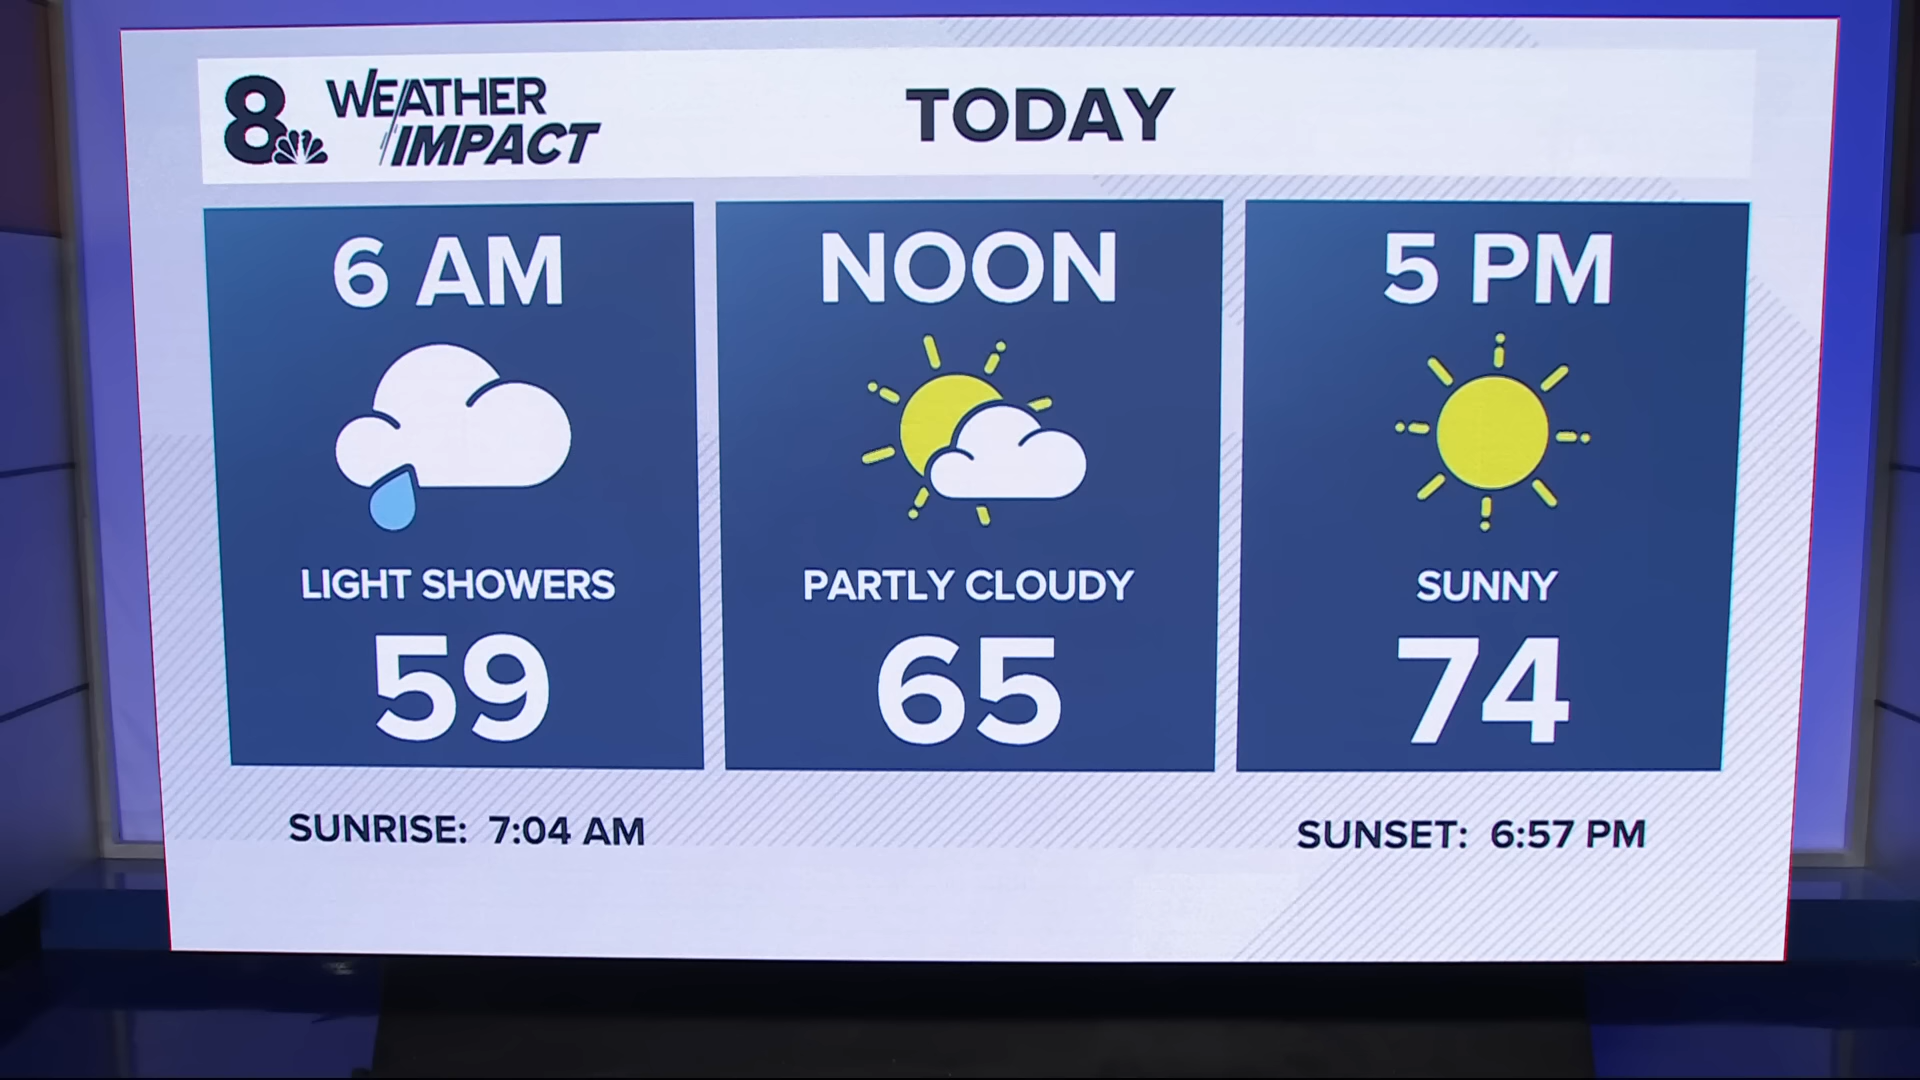 8 WEATHER IMPACT
TODAY
6 AM
LIGHT SHOWERS
59
NOON
PARTLY CLOUDY
65
5 PM
SUNNY
74
SUNRISE: 7:04 AM
SUNSET: 6:57 PM